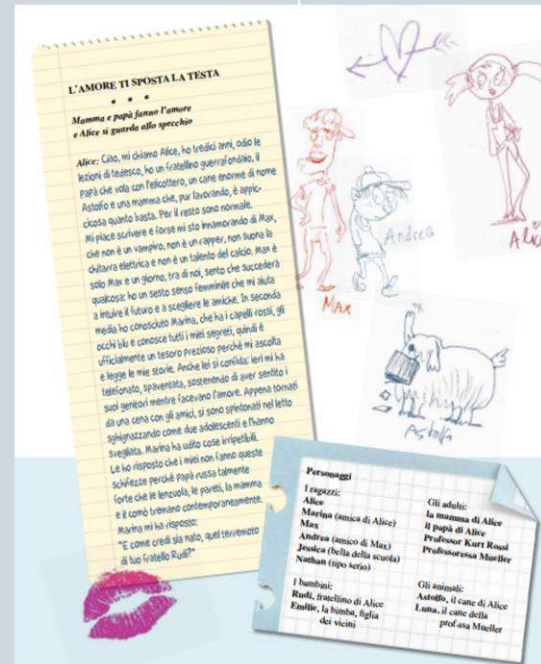 L'AMORE TI SPOSTA LA TESTA
* * *
Mamma e papà fanno l'amore
e Alice si guarda allo specchio
Alice: Ciao, mi chiamo Alice, ho tredici anni, odio le
lezioni di tedesco, ho un fratellino guerrafondaio, il
papà che vola con l'elicottero, un cane enorme di nome
Astolfo e una mamma che, pur lavorando, è appic-
cicosa quanto basta. Per il resto sono normale.
Mi piace scrivere e forse mi sto innamorando di Max,
che non è un vampiro, non è un rapper, non suona la
chitarra elettrica e non è un talento del calcio. Max è
solo Max e un giorno, tra di noi, sento che succederà
qualcosa: ho un sesto senso femminile che mi aiuta
a intuire il futuro e a scegliere le amiche. In seconda
media ho conosciuto Marina, che ha i capelli rossi, gli
occhi blu e conosce tutti i miei segreti, quindi è
ufficialmente un tesoro prezioso perché mi ascolta
e legge le mie storie. Anche lei si confida: ieri mi ha
telefonato, spaventata, sostenendo di aver sentito i
suoi genitori mentre facevano l'amore. Appena tornati
da una cena con gli amici, si sono spintonati nel letto
sghignazzando come due adolescenti e l'hanno
svegliata. Marina ha udito cose irripetibili.
Le ho risposto che i miei non fanno queste
schifezze perché papà russa talmente
forte che le lenzuola, le pareti, la mamma
e il comò tremano contemporaneamente.
Marina mi ha risposto:
"E come credi sia nato, quel terremoto
di tuo fratello Rudi?"
Andrea
Max
Astolfo
Personaggi
I ragazzi:
Alice
Marina (amica di Alice)
Max
Andrea (amico di Max)
Jessica (bella della scuola)
Nathan (tipo serio)
I bambini:
Rudi, fratellino di Alice
Emilie, la bimba, figlia
dei vicini
Gli adulti:
la mamma di Alice
il papà di Alice
Professor Kurt Rossi
Professoressa Mueller
Gli animali:
Astolfo, il cane di Alice
Luna, il cane della
prof.ssa Mueller